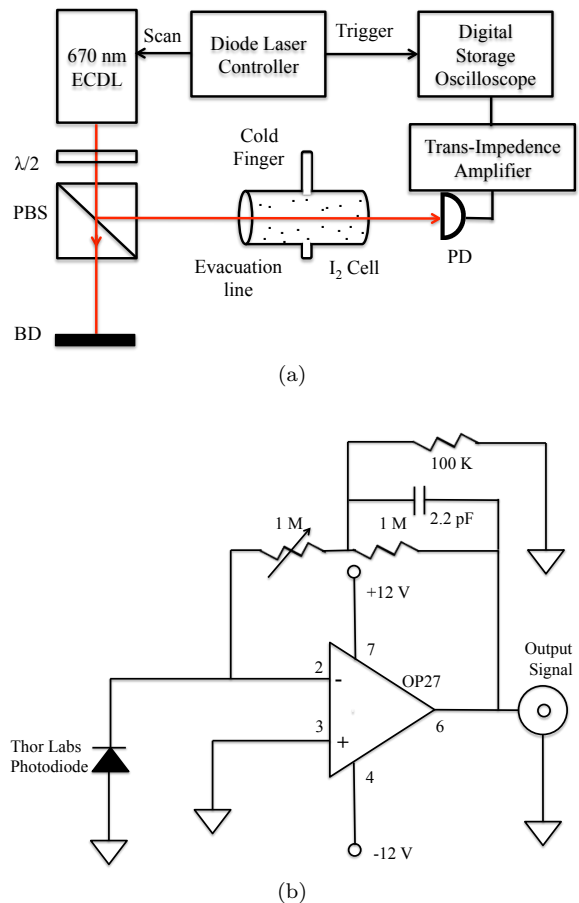 Scan
Trigger
670 nm
ECDL
Diode Laser
Controller
Digital
Storage
Oscilloscope
λ/2
Cold
Finger
Trans-Impedence
Amplifier
PBS
Evacuation
line
I₂ Cell
PD
BD
(a)
100 K
2.2 pF
1 M
1 M
+12 V
7
OP27
Output
Signal
2
-
3
+
6
4
Thor Labs
Photodiode
-12 V
(b)